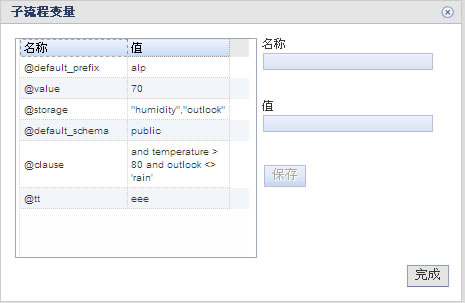 子流程变量
名称 值
@default_prefix alp
@value 70
@storage "humidity","outlook"
@default_schema public
@clause and temperature >
80 and outlook <>
'rain'
@tt eee
名称
值
保存
完成